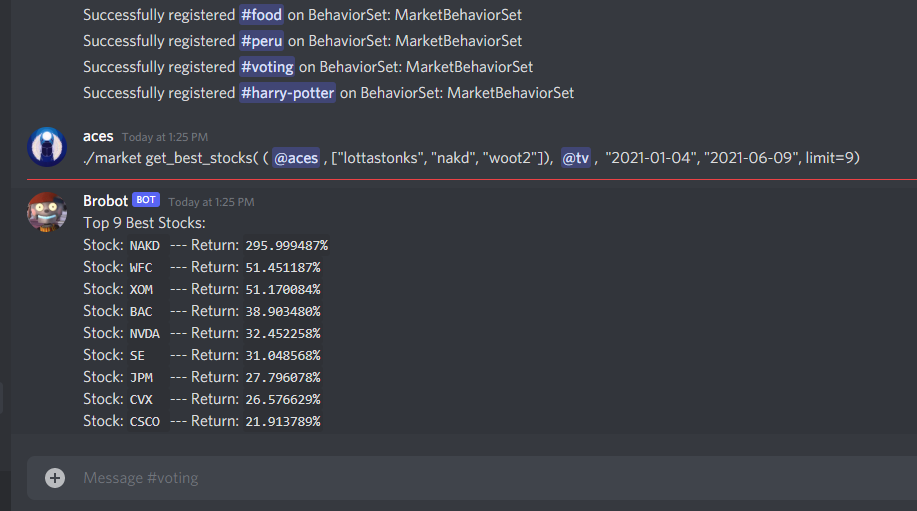 Successfully registered #food on BehaviorSet: MarketBehaviorSet
Successfully registered #peru on BehaviorSet: MarketBehaviorSet
Successfully registered #voting on BehaviorSet: MarketBehaviorSet
Successfully registered #harry-potter on BehaviorSet: MarketBehaviorSet
aces Today at 1:25 PM
./market get_best_stocks( ( @aces , ["lottastonks", "nakd", "woot2"]), @tv , "2021-01-04", "2021-06-09", limit=9)
Brobot BOT Today at 1:25 PM
Top 9 Best Stocks:
Stock: NAKD --- Return: 295.999487%
Stock: WFC --- Return: 51.451187%
Stock: XOM --- Return: 51.170084%
Stock: BAC --- Return: 38.903480%
Stock: NVDA --- Return: 32.452258%
Stock: SE --- Return: 31.048568%
Stock: JPM --- Return: 27.796078%
Stock: CVX --- Return: 26.576629%
Stock: CSCO --- Return: 21.913789%
Message #voting